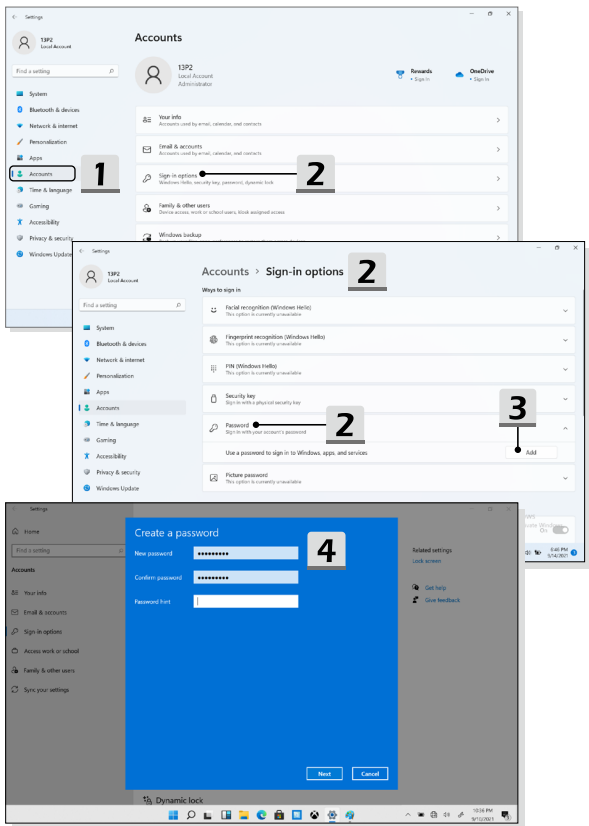 Settings
13P2
Local Account
Find a setting
System
Bluetooth & devices
Network & internet
Personalization
Apps
Accounts
Time & language
Gaming
Accessibility
Privacy & security
Windows Update
1
Accounts
13P2
Local Account
Administrator
Rewards
• Sign in
OneDrive
• Sign in
Your info
Accounts used by email, calendar, and contacts
Email & accounts
Accounts used by email, calendar, and contacts
Sign-in options
Windows Hello, security key, password, dynamic lock
2
Family & other users
Device access, work or school users, kiosk assigned access
Windows backup
Settings
13P2
Local Account
Find a setting
System
Bluetooth & devices
Network & internet
Personalization
Apps
Accounts
Time & language
Gaming
Accessibility
Privacy & security
Windows Update
Accounts > Sign-in options
2
Ways to sign in
Facial recognition (Windows Hello)
This option is currently unavailable
Fingerprint recognition (Windows Hello)
This option is currently unavailable
PIN (Windows Hello)
This option is currently unavailable
Security key
Sign in with a physical security key
Password
Sign in with your account's password
2
3
Use a password to sign in to Windows, apps, and services
Add
Picture password
This option is currently unavailable
On
0:46 PM
9/14/2021
Settings
Home
Find a setting
Accounts
Your info
Email & accounts
Sign-in options
Access work or school
Family & other users
Sync your settings
Create a password
4
New password
Confirm password
Password hint
Next
Cancel
Related settings
Lock screen
Get help
Give feedback
Dynamic lock
10:36 PM